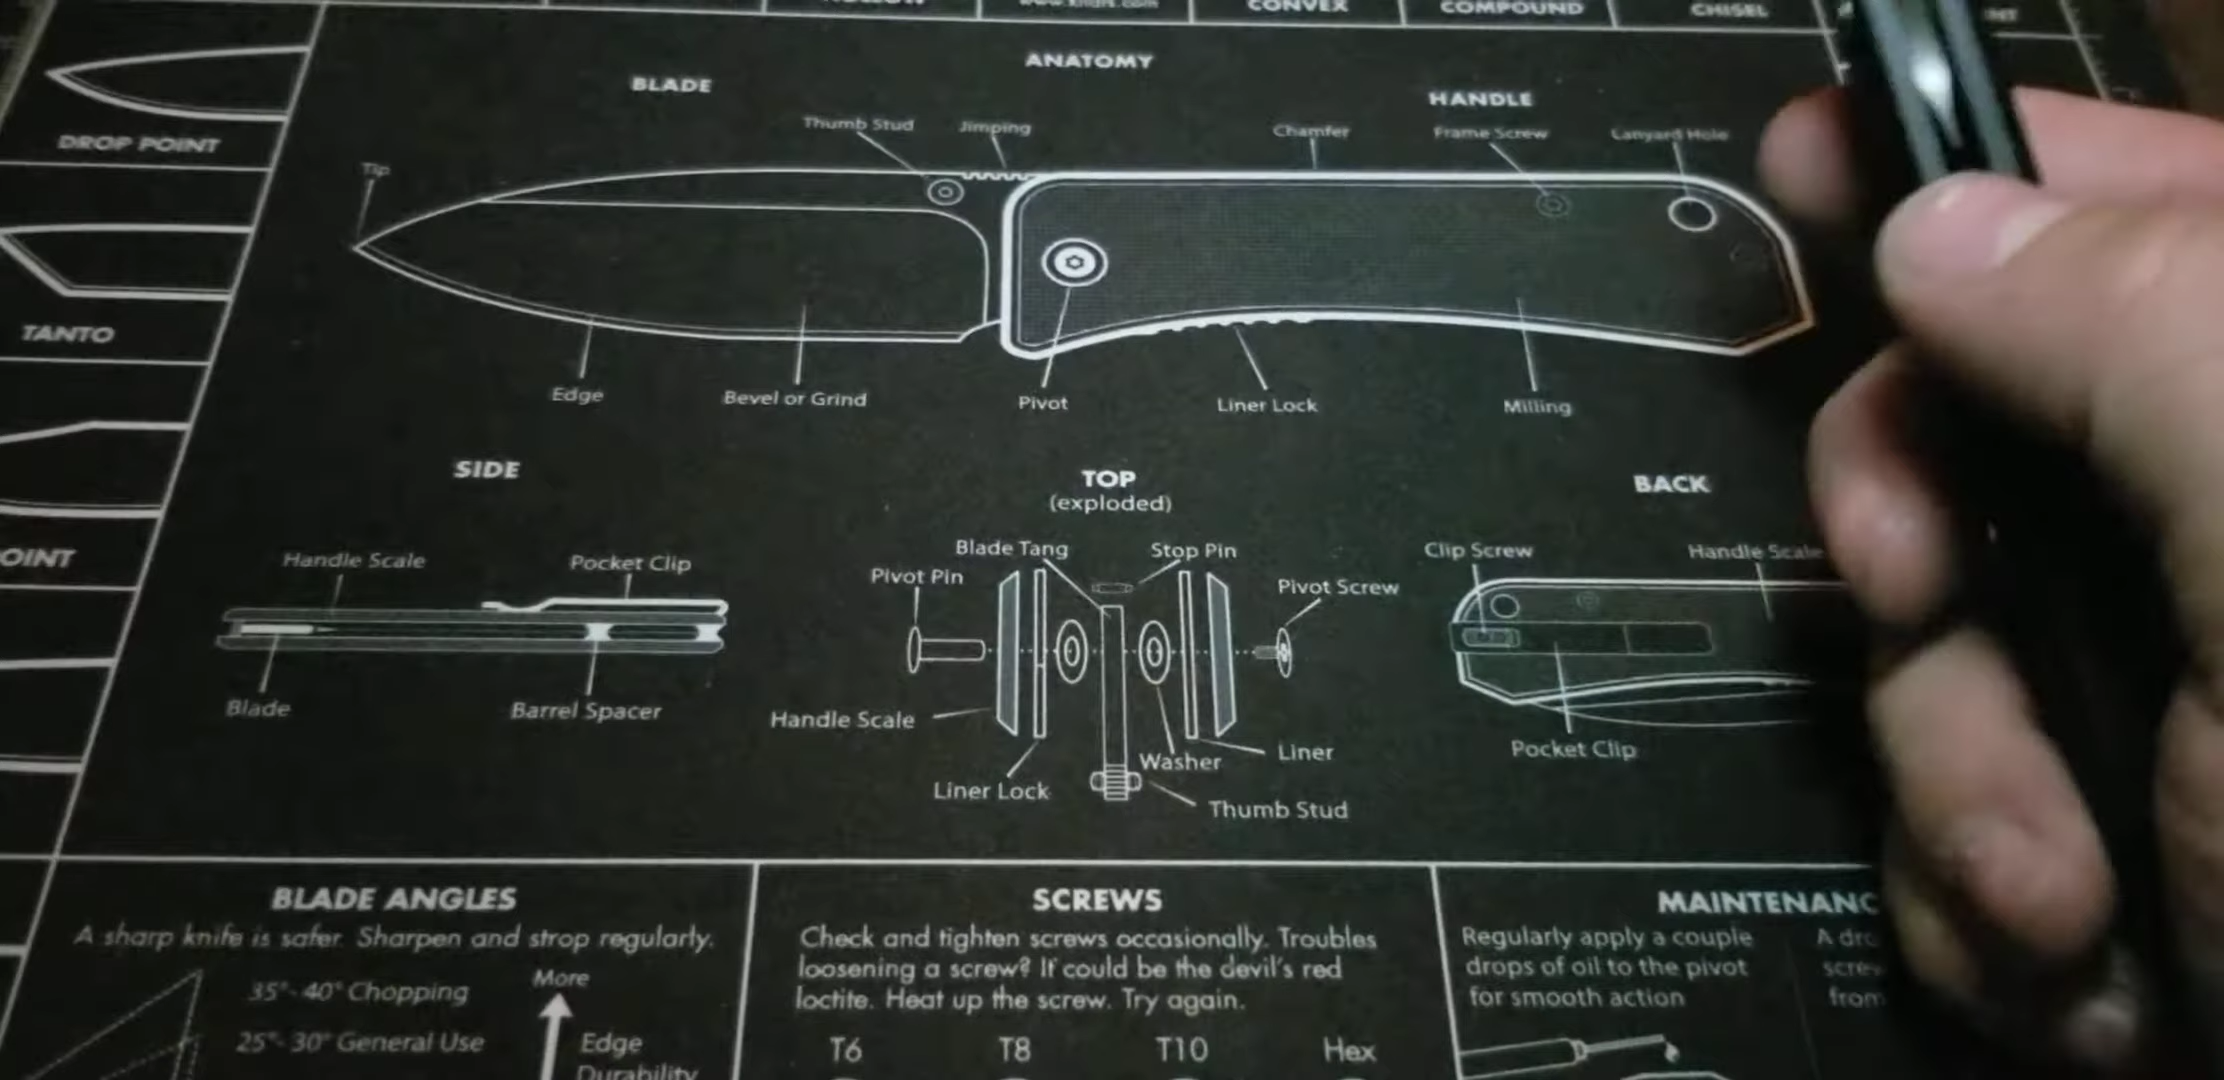 CONVEX
COMPOUND
CHISEL
ANATOMY
BLADE
HANDLE
Thumb Stud
Jimping
Chamfer
Frame Screw
Lanyard Hole
DROP POINT
Tip
TANTO
Edge
Bevel or Grind
Pivot
Liner Lock
Milling
SIDE
TOP
(exploded)
BACK
OINT
Handle Scale
Pocket Clip
Blade Tang
Stop Pin
Pivot Pin
Pivot Screw
Clip Screw
Handle Scale
Blade
Barrel Spacer
Handle Scale
Liner Lock
Washer
Liner
Thumb Stud
Pocket Clip
BLADE ANGLES
A sharp knife is safer. Sharpen and strop regularly.
35°- 40° Chopping
25°- 30° General Use
More
Edge
Durability
SCREWS
Check and tighten screws occasionally. Troubles
loosening a screw? It could be the devil's red
loctite. Heat up the screw. Try again.
T6 T8 T10 Hex
MAINTENANC
Regularly apply a couple
drops of oil to the pivot
for smooth action
A dro
screw
from